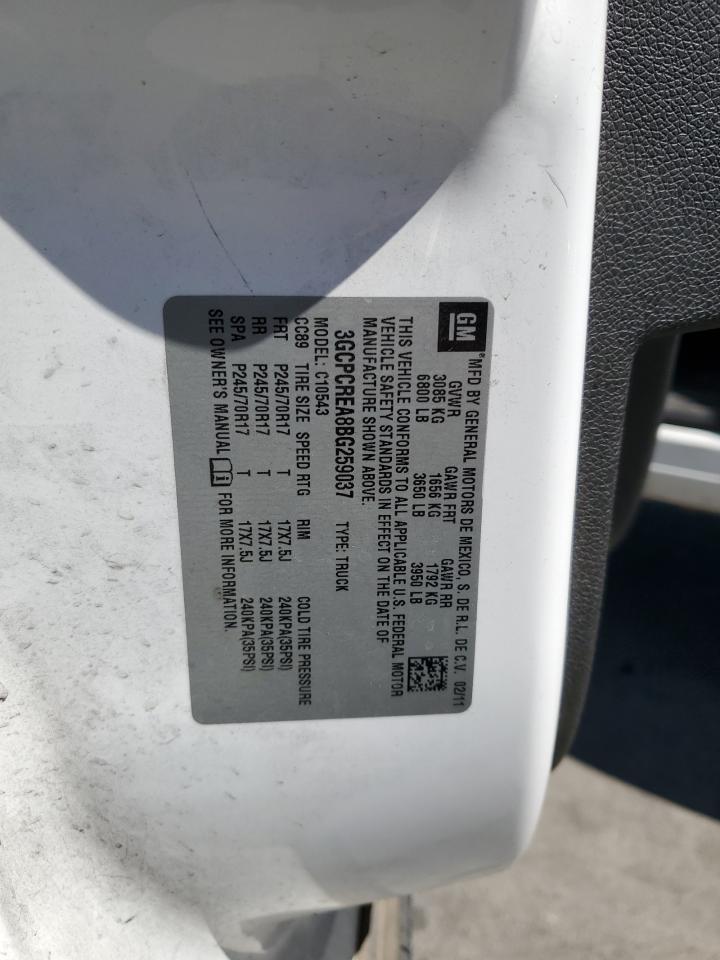 GM
®MFD BY GENERAL MOTORS DE MEXICO, S. DE R.L. DE C.V. 02/11
GVWR GAWR FRT GAWR RR
3085 KG 1656 KG 1792 KG
6800 LB 3650 LB 3950 LB
THIS VEHICLE CONFORMS TO ALL APPLICABLE U.S. FEDERAL MOTOR
VEHICLE SAFETY STANDARDS IN EFFECT ON THE DATE OF
MANUFACTURE SHOWN ABOVE.
3GCPCREA8BG259037 TYPE: TRUCK
MODEL: C10543
CC89 TIRE SIZE SPEED RTG RIM COLD TIRE PRESSURE
FRT P245/70R17 T 17X7.5J 240KPA(35PSI)
RR P245/70R17 T 17X7.5J 240KPA(35PSI)
SPA P245/70R17 T 17X7.5J 240KPA(35PSI)
SEE OWNER'S MANUAL FOR MORE INFORMATION.